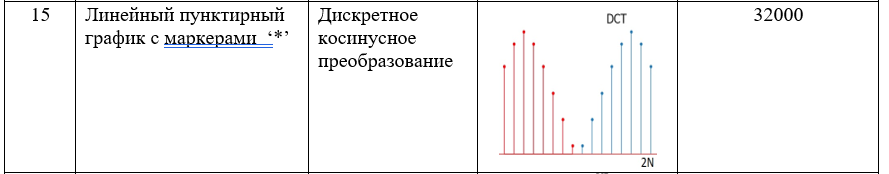 15
Линейный пунктирный
график с маркерами ‘*’
Дискретное
косинусное
преобразование
DCT
2N
32000